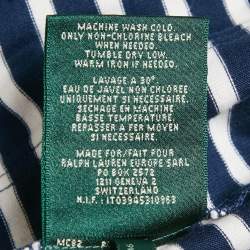 MACHINE WASH COLD.
ONLY NON-CHLORINE BLEACH
WHEN NEEDED.
TUMBLE DRY LOW.
WARM IRON IF NEEDED.
LAVAGE A 30°.
EAU DE JAVEL NON CHLOREE
SI NECESSAIRE.
SECHAGE EN MACHINE
BASSE TEMPERATURE.
REPASSER A FER MOYEN
SI NECESSAIRE.
MADE FOR/FAIT POUR
RALPH LAUREN EUROPE SARL
PO BOX 2572
1211 GENEVA 2
SWITZERLAND
N.I.F.: IT03945310963
MC82